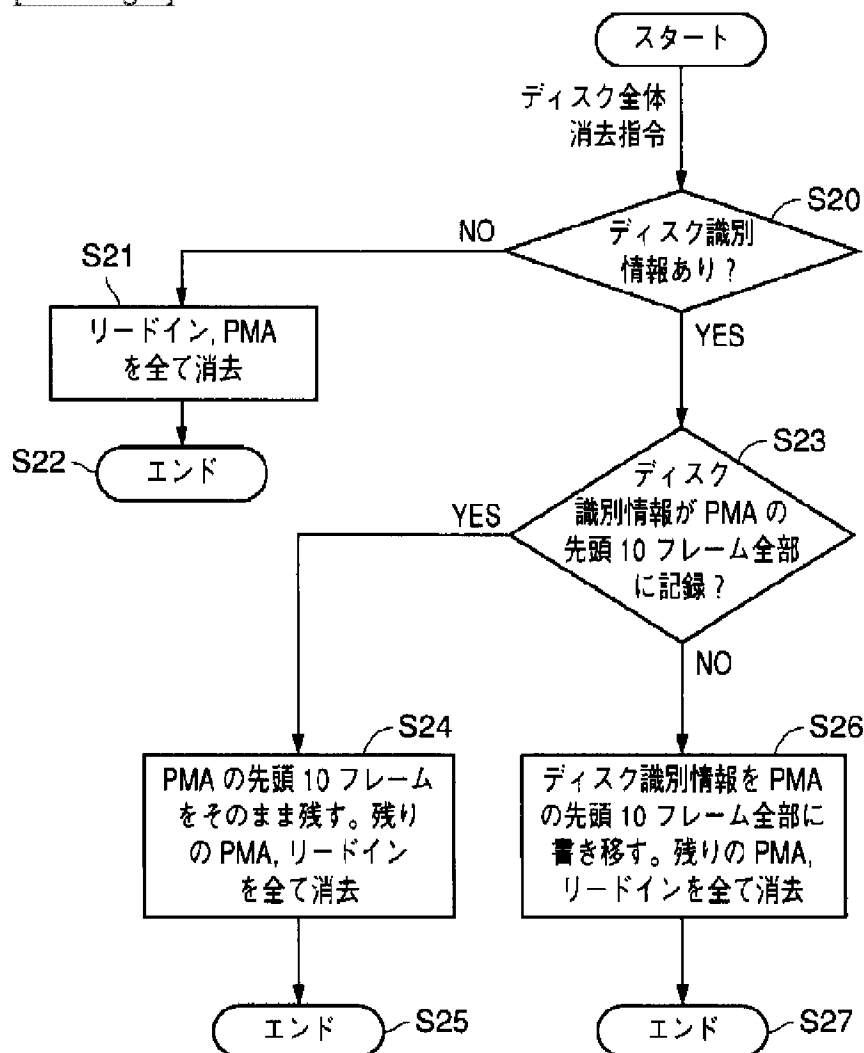 スタート
ディスク全体
消去指令
S20
ディスク識別
情報あり?
NO
YES
S21
リードイン, PMA
を全て消去
S22
エンド
S23
ディスク
識別情報が PMA の
先頭 10 フレーム全部
に記録?
YES
NO
S24
PMA の先頭 10 フレーム
をそのまま残す。残り
の PMA, リードイン
を全て消去
S26
ディスク識別情報を PMA
の先頭 10 フレーム全部に
書き移す。残りの PMA,
リードインを全て消去
エンド
S25
エンド
S27